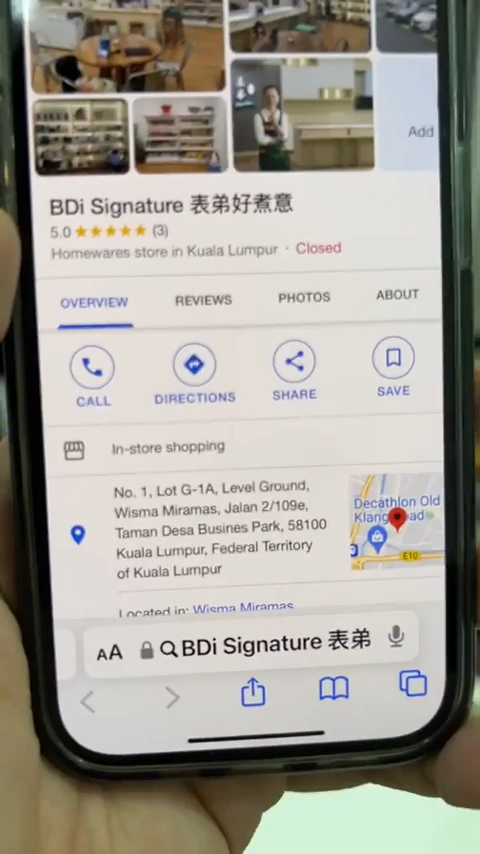 Add
BDi Signature 表弟好煮意
5.0 ★★★★★ (3)
Homewares store in Kuala Lumpur · Closed
OVERVIEW REVIEWS PHOTOS ABOUT
CALL DIRECTIONS SHARE SAVE
In-store shopping
No. 1, Lot G-1A, Level Ground,
Wisma Miramas, Jalan 2/109e,
Taman Desa Busines Park, 58100
Kuala Lumpur, Federal Territory
of Kuala Lumpur
Decathlon Old
Klang
E10
Located in: Wisma Miramas
AA BDi Signature 表弟